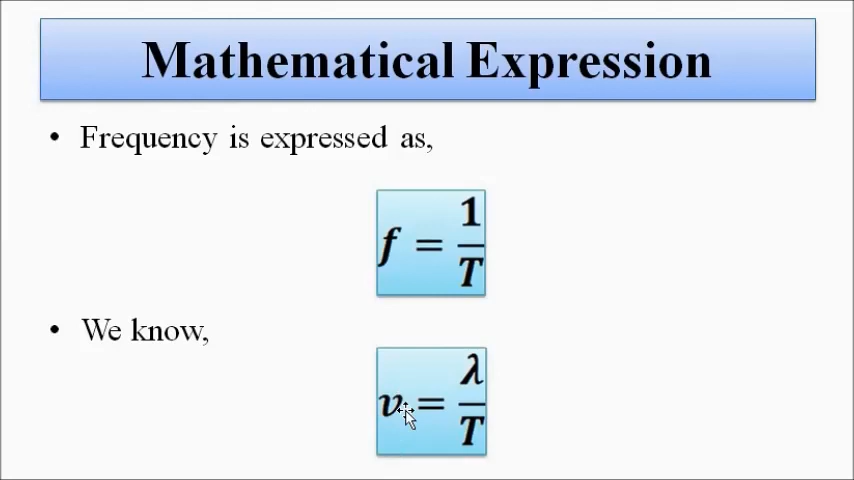 Mathematical Expression
• Frequency is expressed as,
f = 1/T
• We know,
v = λ/T